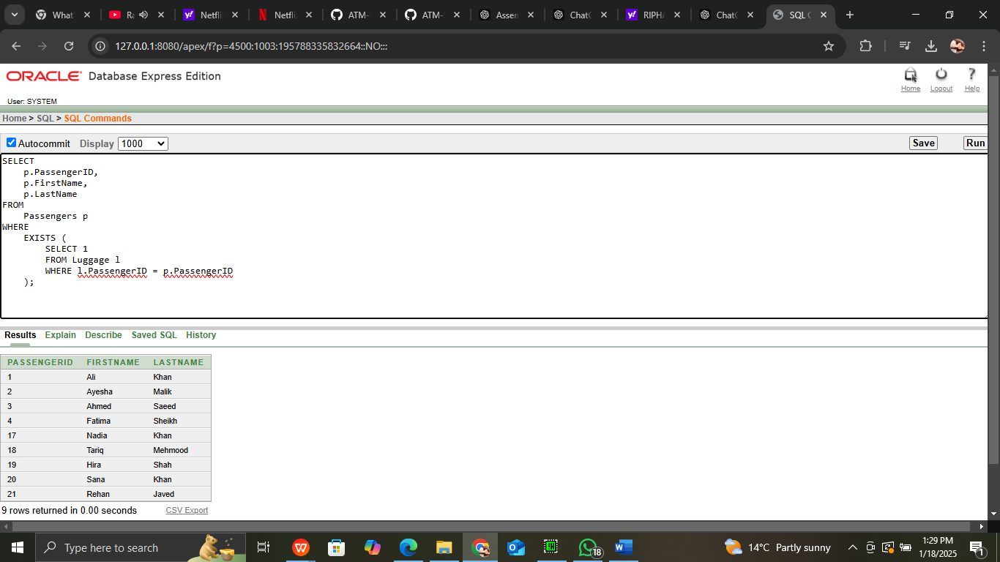 What'
Ra
Netfli
Netfli
ATM-
ATM-
Assen
ChatG
RIPHA
ChatG
SQL C
127.0.0.1:8080/apex/f?p=4500:1003:195788335832664::NO:::
ORACLE Database Express Edition
Home
Logout
Help
User: SYSTEM
Home > SQL > SQL Commands
Autocommit Display 1000
Save
Run
SELECT
p.PassengerID,
p.FirstName,
p.LastName
FROM
Passengers p
WHERE
EXISTS (
SELECT 1
FROM Luggage l
WHERE l.PassengerID = p.PassengerID
);
Results Explain Describe Saved SQL History
PASSENGERID FIRSTNAME LASTNAME
1 Ali Khan
2 Ayesha Malik
3 Ahmed Saeed
4 Fatima Sheikh
17 Nadia Khan
18 Tariq Mehmood
19 Hira Shah
20 Sana Khan
21 Rehan Javed
9 rows returned in 0.00 seconds CSV Export
Type here to search
18
14°C Partly sunny
1:29 PM
1/18/2025
1